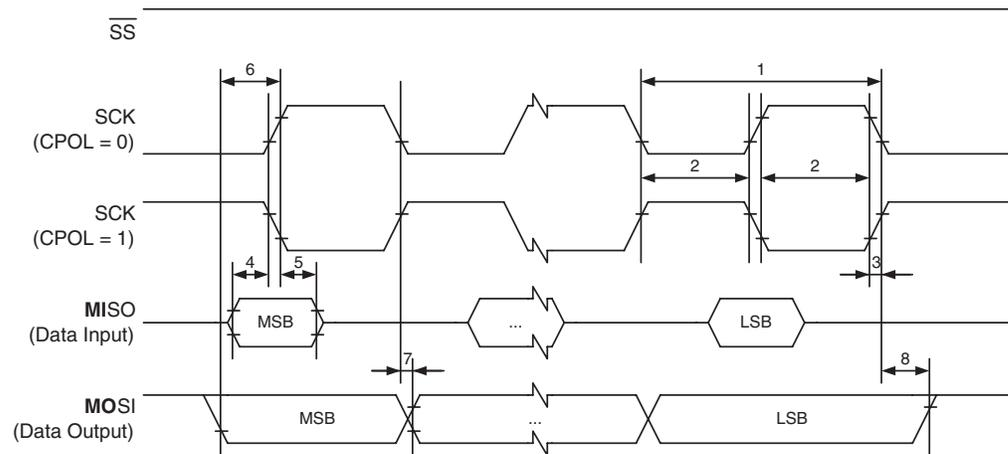 SS
6
1
SCK
(CPOL = 0)
2
2
SCK
(CPOL = 1)
4
5
3
MISO
(Data Input)
MSB
...
LSB
7
8
MOSI
(Data Output)
MSB
...
LSB